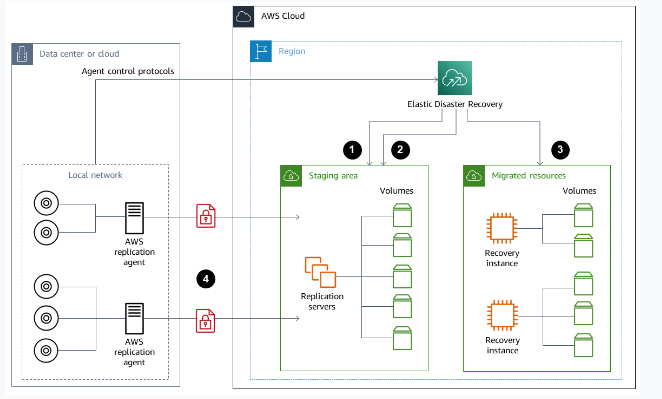 AWS Cloud
Data center or cloud
Region
Agent control protocols
Elastic Disaster Recovery
1
2
3
Local network
Staging area
Migrated resources
Volumes
Volumes
AWS
replication
agent
Recovery
instance
4
Replication
servers
AWS
replication
agent
Recovery
instance